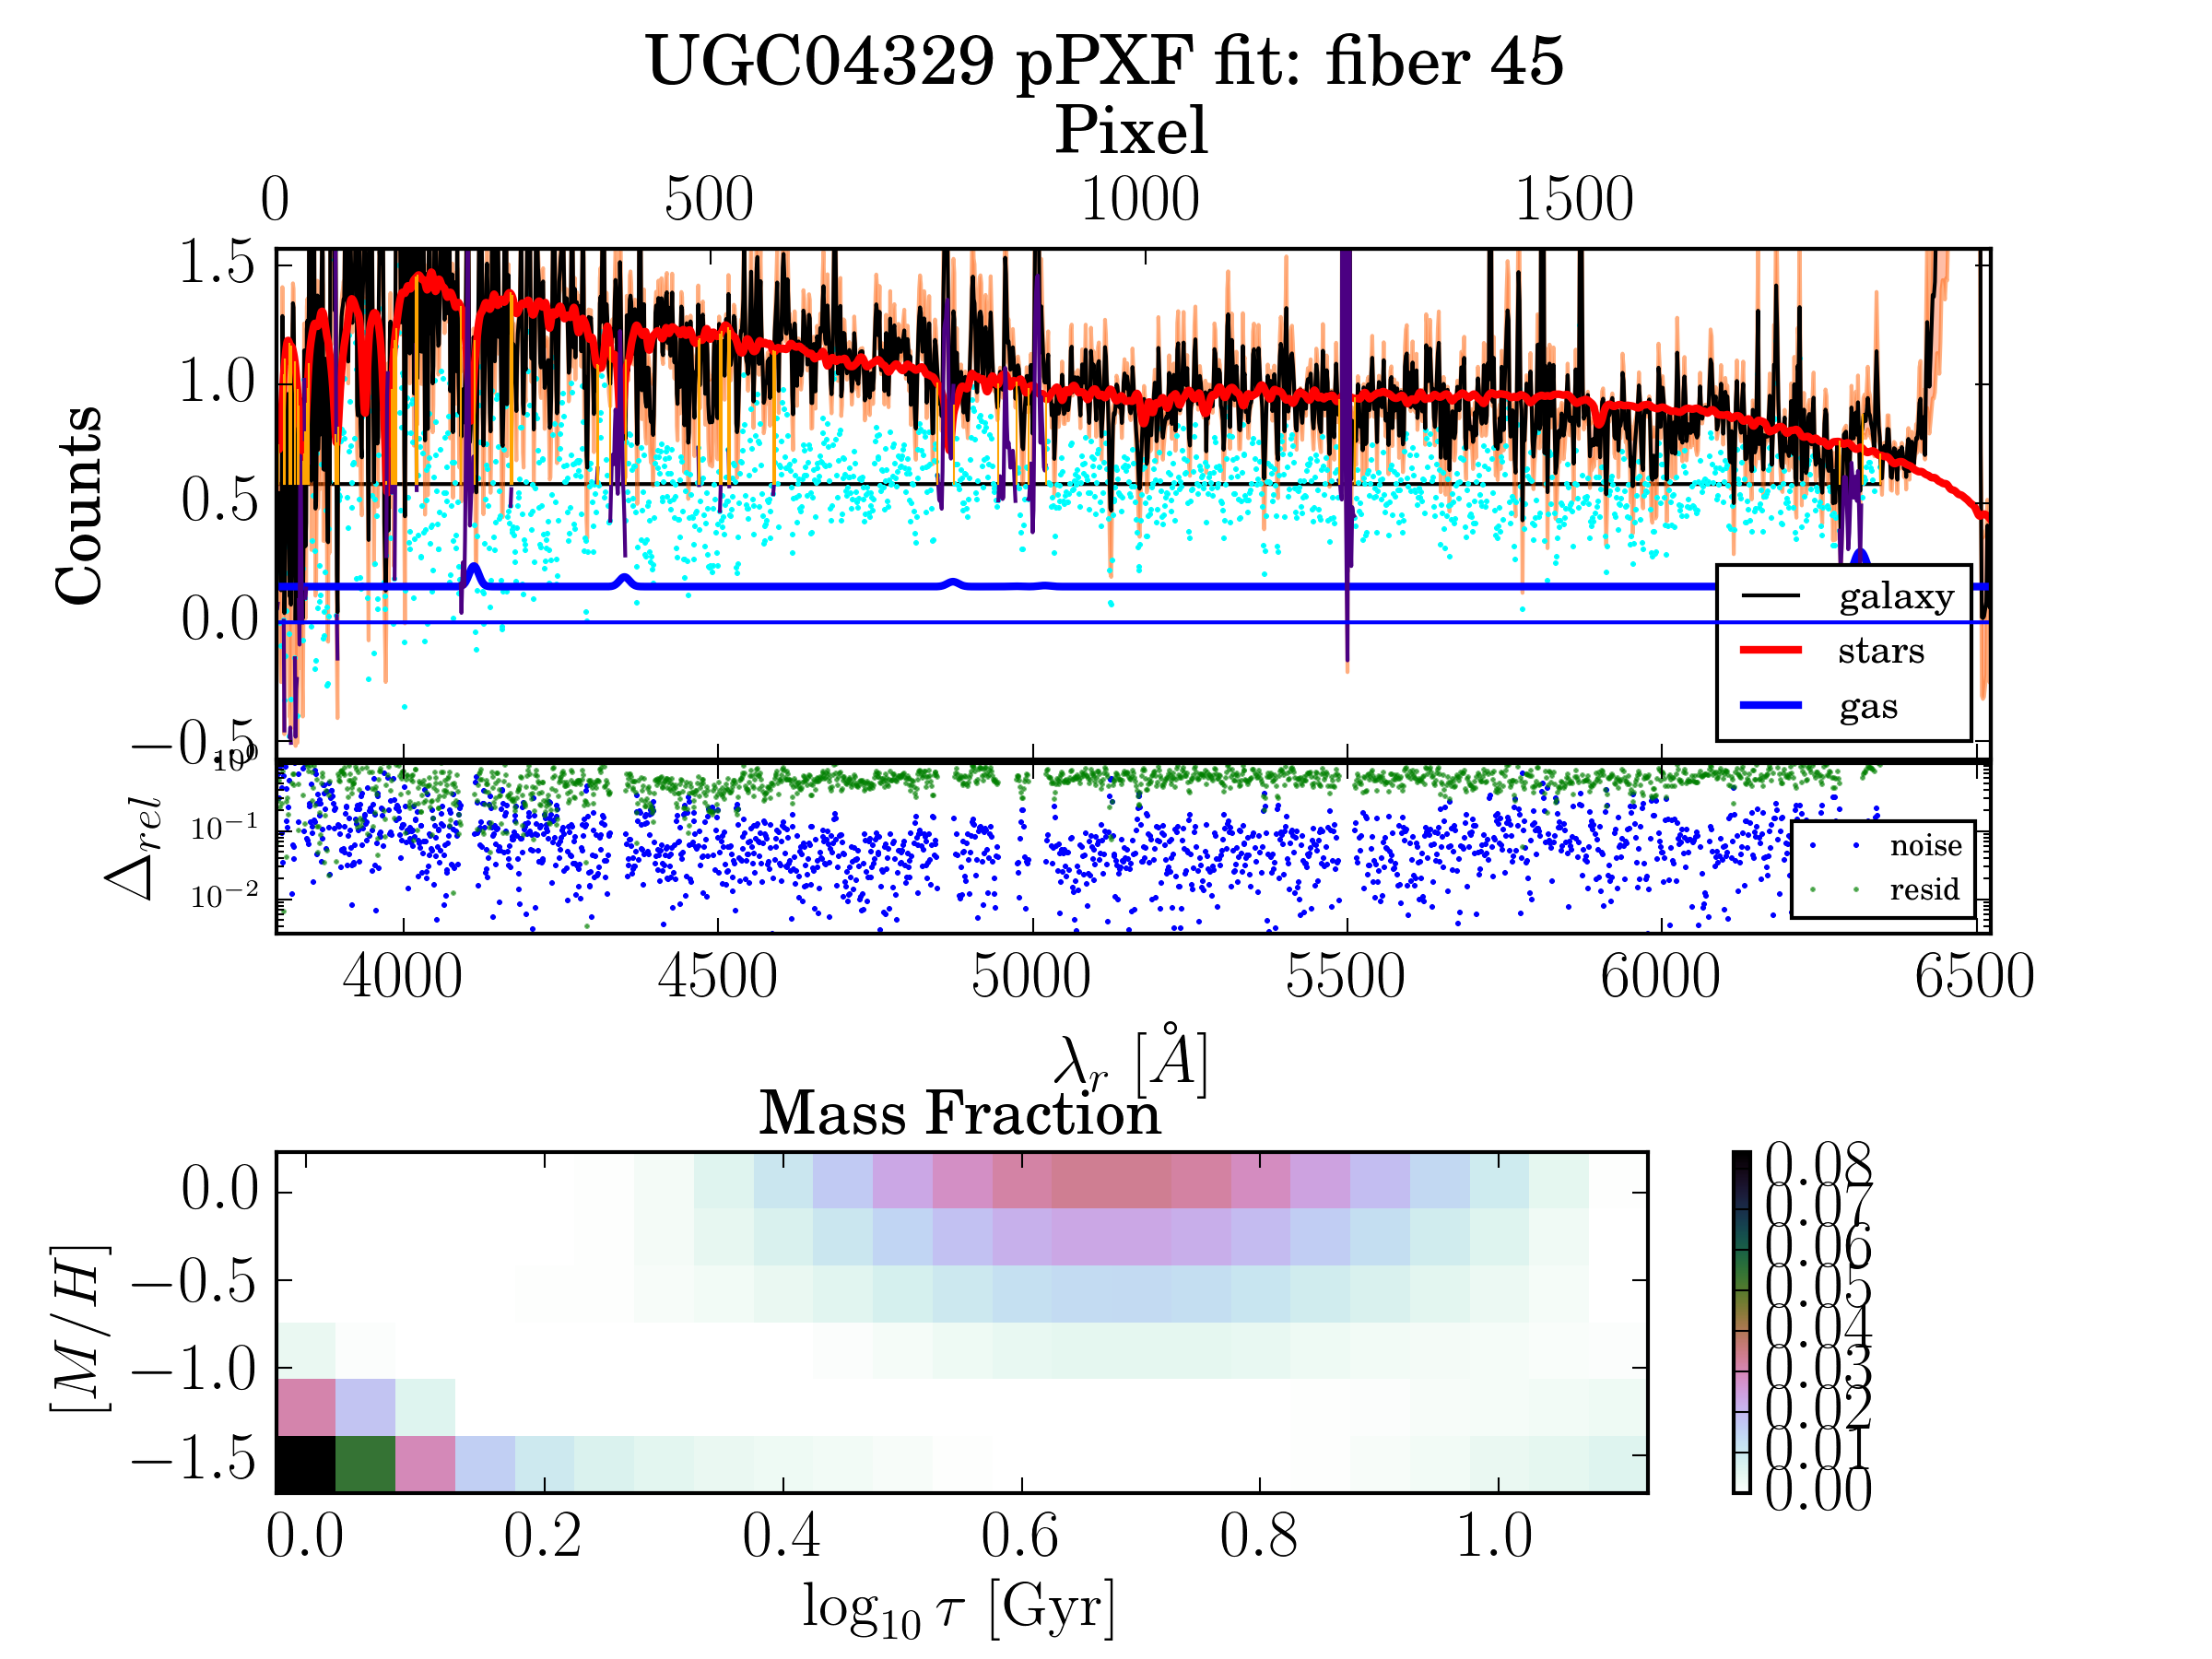 UGC04329 pPXF fit: fiber 45
Pixel
0 500 1000 1500
1.5
1.0
0.5
0.0
−0.5
Counts
galaxy
stars
gas
10⁰
10⁻¹
10⁻²
Δrel
noise
resid
4000 4500 5000 5500 6000 6500
λr [Å]
Mass Fraction
0.0
−0.5
−1.0
−1.5
[M/H]
0.08
0.07
0.06
0.05
0.04
0.03
0.02
0.01
0.00
0.0 0.2 0.4 0.6 0.8 1.0
log₁₀ τ [Gyr]